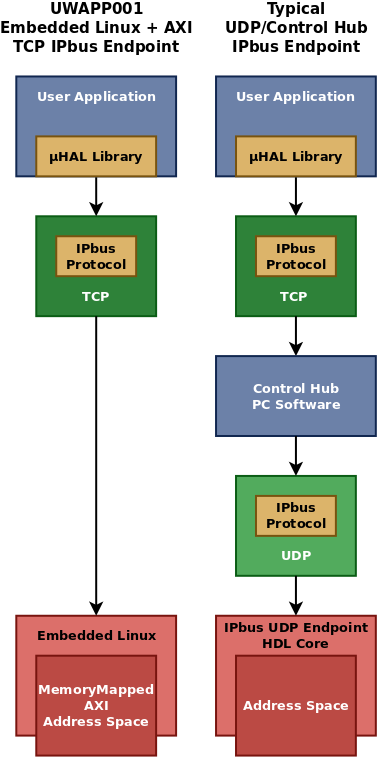 UWAPP001
Embedded Linux + AXI
TCP IPbus Endpoint
User Application
μHAL Library
IPbus
Protocol
TCP
Embedded Linux
MemoryMapped
AXI
Address Space
Typical
UDP/Control Hub
IPbus Endpoint
User Application
μHAL Library
IPbus
Protocol
TCP
Control Hub
PC Software
IPbus
Protocol
UDP
IPbus UDP Endpoint
HDL Core
Address Space